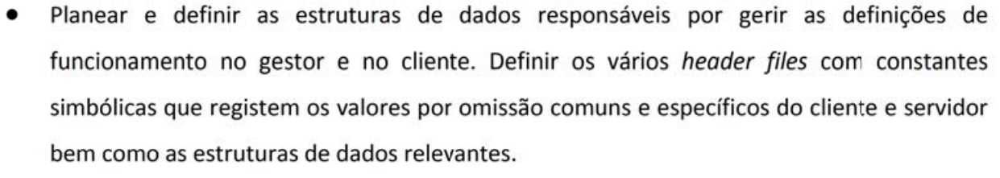 ● Planear e definir as estruturas de dados responsáveis por gerir as definições de
funcionamento no gestor e no cliente. Definir os vários header files com constantes
simbólicas que registem os valores por omissão comuns e específicos do cliente e servidor
bem como as estruturas de dados relevantes.